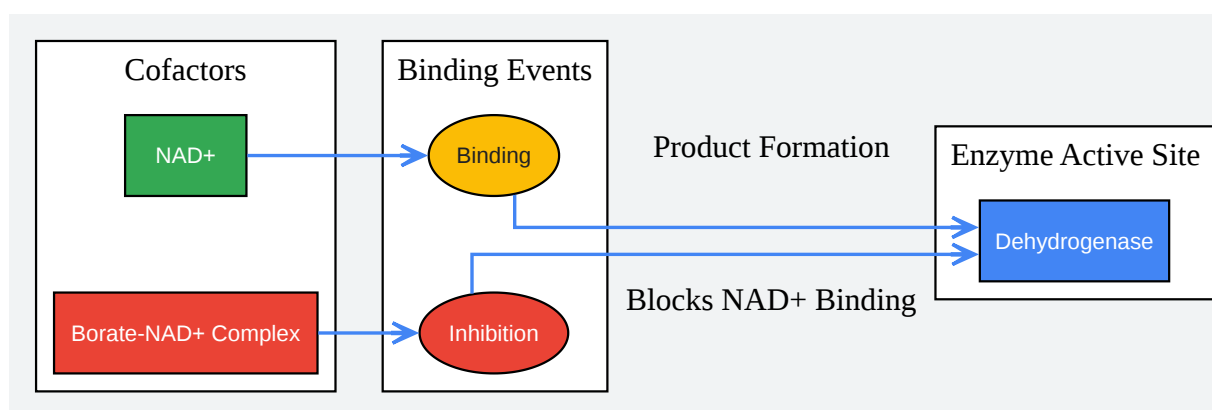 Cofactors
Binding Events
NAD+
Binding
Product Formation
Enzyme Active Site
Dehydrogenase
Borate-NAD+ Complex
Inhibition
Blocks NAD+ Binding